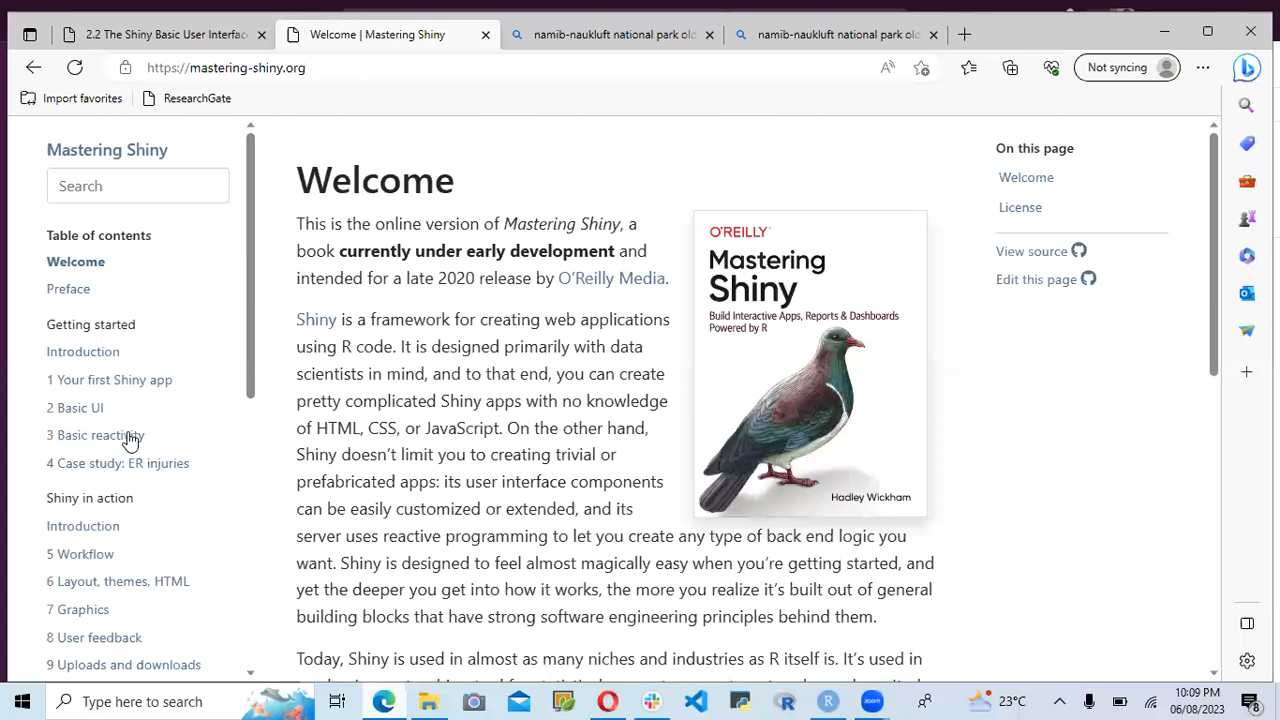 2.2 The Shiny Basic User Interfac
Welcome | Mastering Shiny
namib-naukluft national park old
namib-naukluft national park old
https://mastering-shiny.org
Not syncing
Import favorites
ResearchGate
Mastering Shiny
Search
Table of contents
Welcome
Preface
Getting started
Introduction
1 Your first Shiny app
2 Basic UI
3 Basic reactivity
4 Case study: ER injuries
Shiny in action
Introduction
5 Workflow
6 Layout, themes, HTML
7 Graphics
8 User feedback
9 Uploads and downloads
Welcome
This is the online version of Mastering Shiny, a
book currently under early development and
intended for a late 2020 release by O'Reilly Media.
Shiny is a framework for creating web applications
using R code. It is designed primarily with data
scientists in mind, and to that end, you can create
pretty complicated Shiny apps with no knowledge
of HTML, CSS, or JavaScript. On the other hand,
Shiny doesn't limit you to creating trivial or
prefabricated apps: its user interface components
can be easily customized or extended, and its
server uses reactive programming to let you create any type of back end logic you
want. Shiny is designed to feel almost magically easy when you're getting started, and
yet the deeper you get into how it works, the more you realize it's built out of general
building blocks that have strong software engineering principles behind them.
Today, Shiny is used in almost as many niches and industries as R itself is. It's used in
O'REILLY
Mastering
Shiny
Build Interactive Apps, Reports & Dashboards
Powered by R
Hadley Wickham
On this page
Welcome
License
View source
Edit this page
Type here to search
23°C
10:09 PM
06/08/2023
8